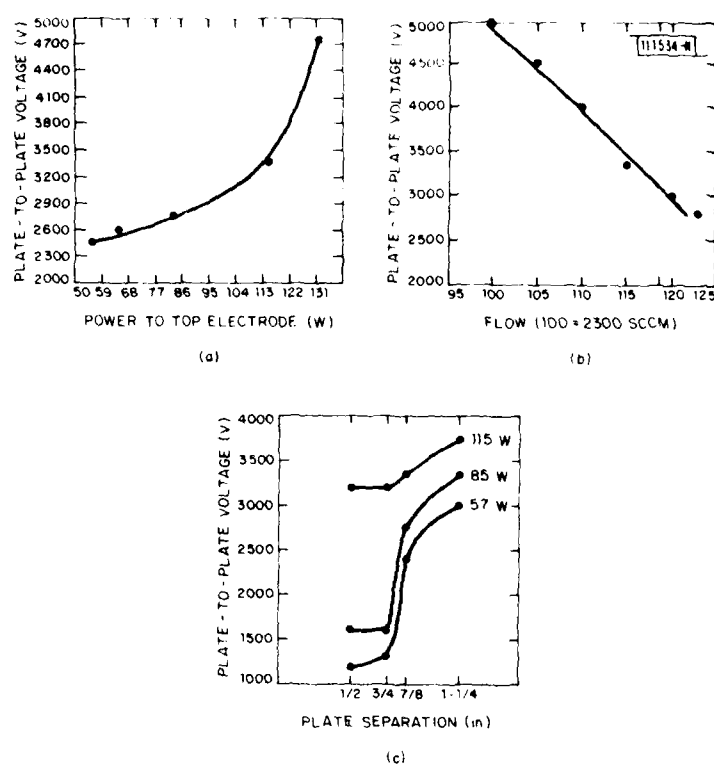 PLATE-TO-PLATE VOLTAGE (V)
5000
4700
4400
4100
3800
3500
3200
2900
2600
2300
2000
50 59 68 77 86 95 104 113 122 131
POWER TO TOP ELECTRODE (W)
(a)
PLATE-TO-PLATE VOLTAGE (V)
5000
4500
4000
3500
3000
2500
2000
111534-N
95 100 105 110 115 120 125
FLOW (100 = 2300 SCCM)
(b)
PLATE-TO-PLATE VOLTAGE (V)
4000
3500
3000
2500
2000
1500
1000
115 W
85 W
57 W
1/2 3/4 7/8 1-1/4
PLATE SEPARATION (in)
(c)